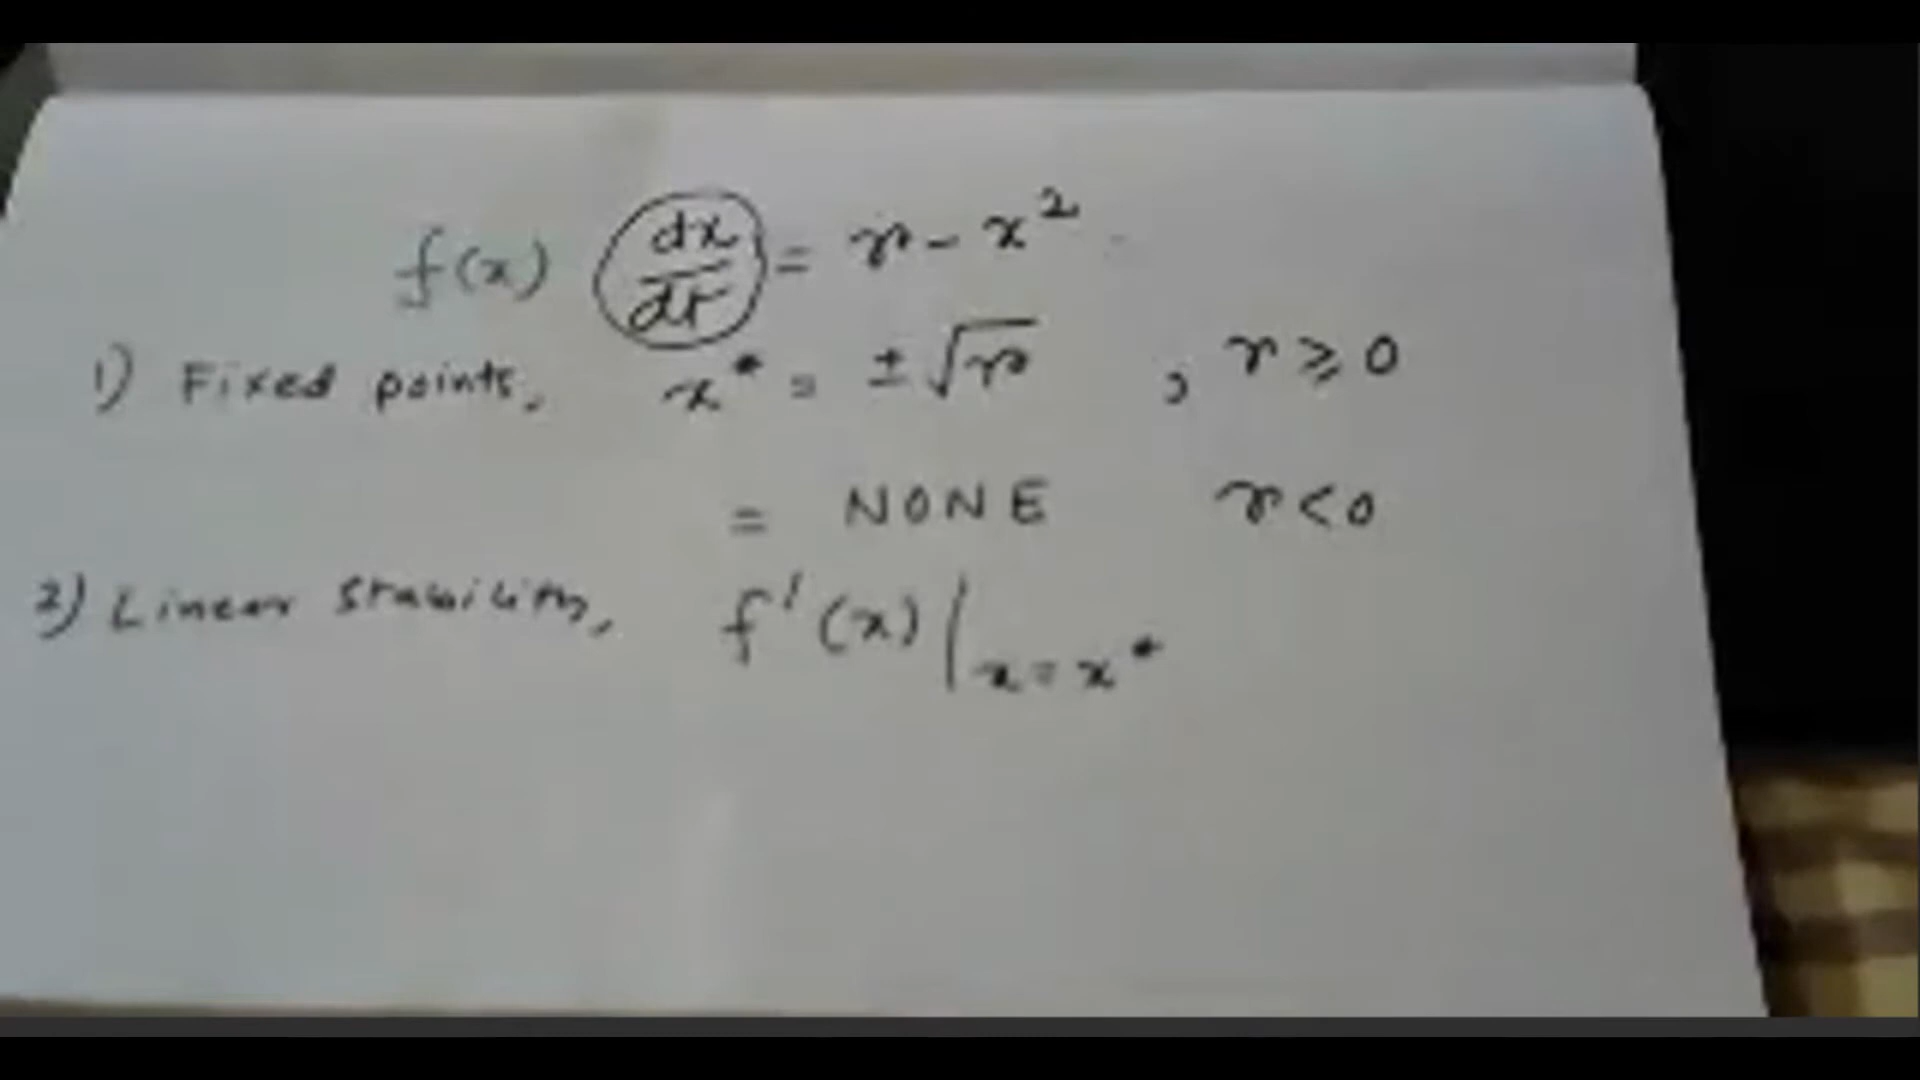 f(x) dx/dt = r - x²
1) Fixed points, x* = ±√r , r ≥ 0
= NONE r < 0
2) Linear stability, f'(x)|x=x*